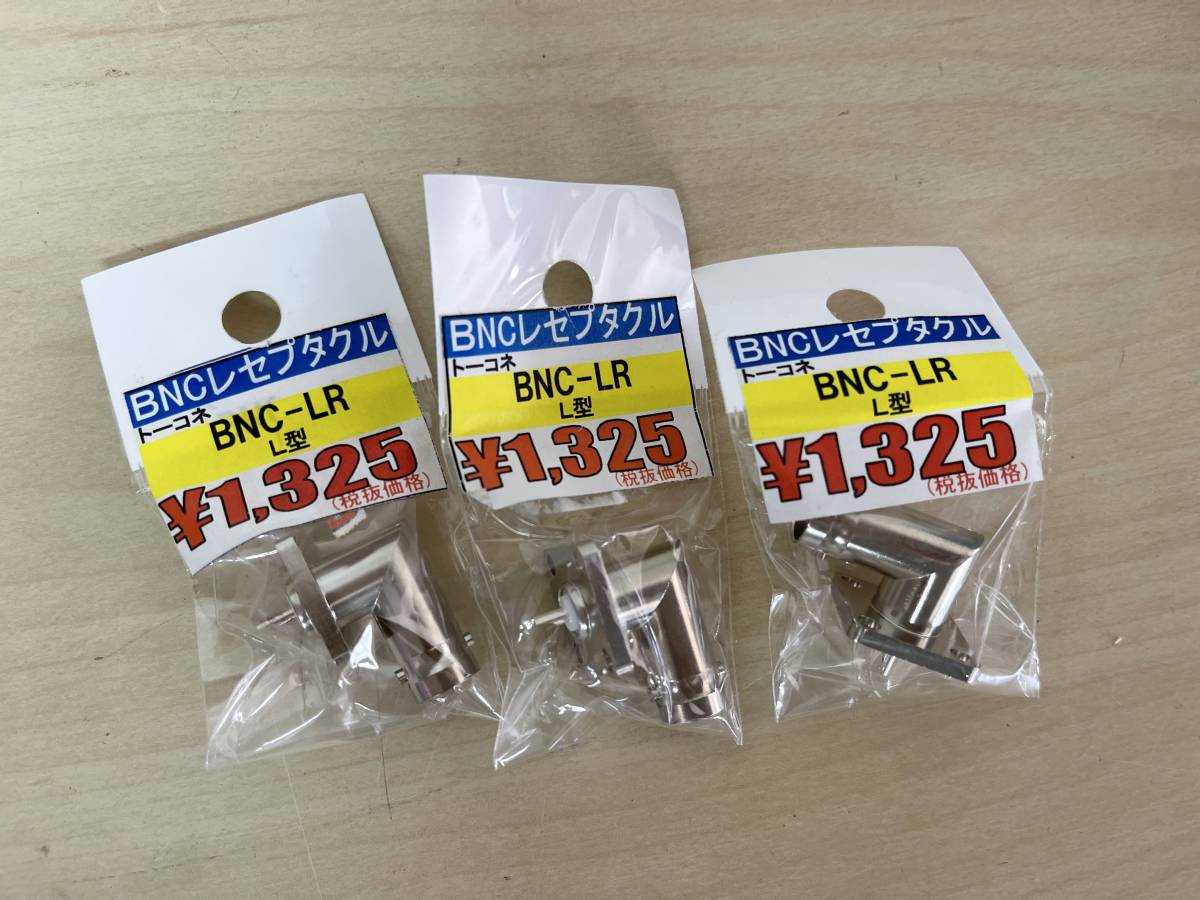 BNCレセプタクル
トーコネ
BNC-LR
L型
¥1,325
(税抜価格)
BNCレセプタクル
トーコネ
BNC-LR
L型
¥1,325
(税抜価格)
BNCレセプタクル
トーコネ
BNC-LR
L型
¥1,325
(税抜価格)